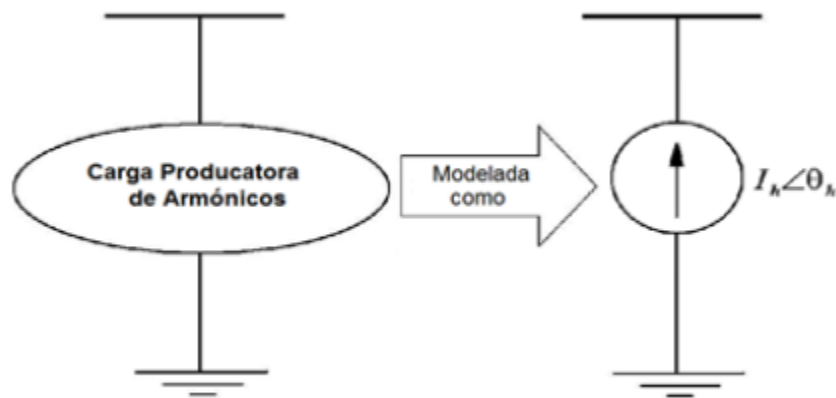 Carga Producatora
de Armónicos
Modelada
como
I_h∠θ_h